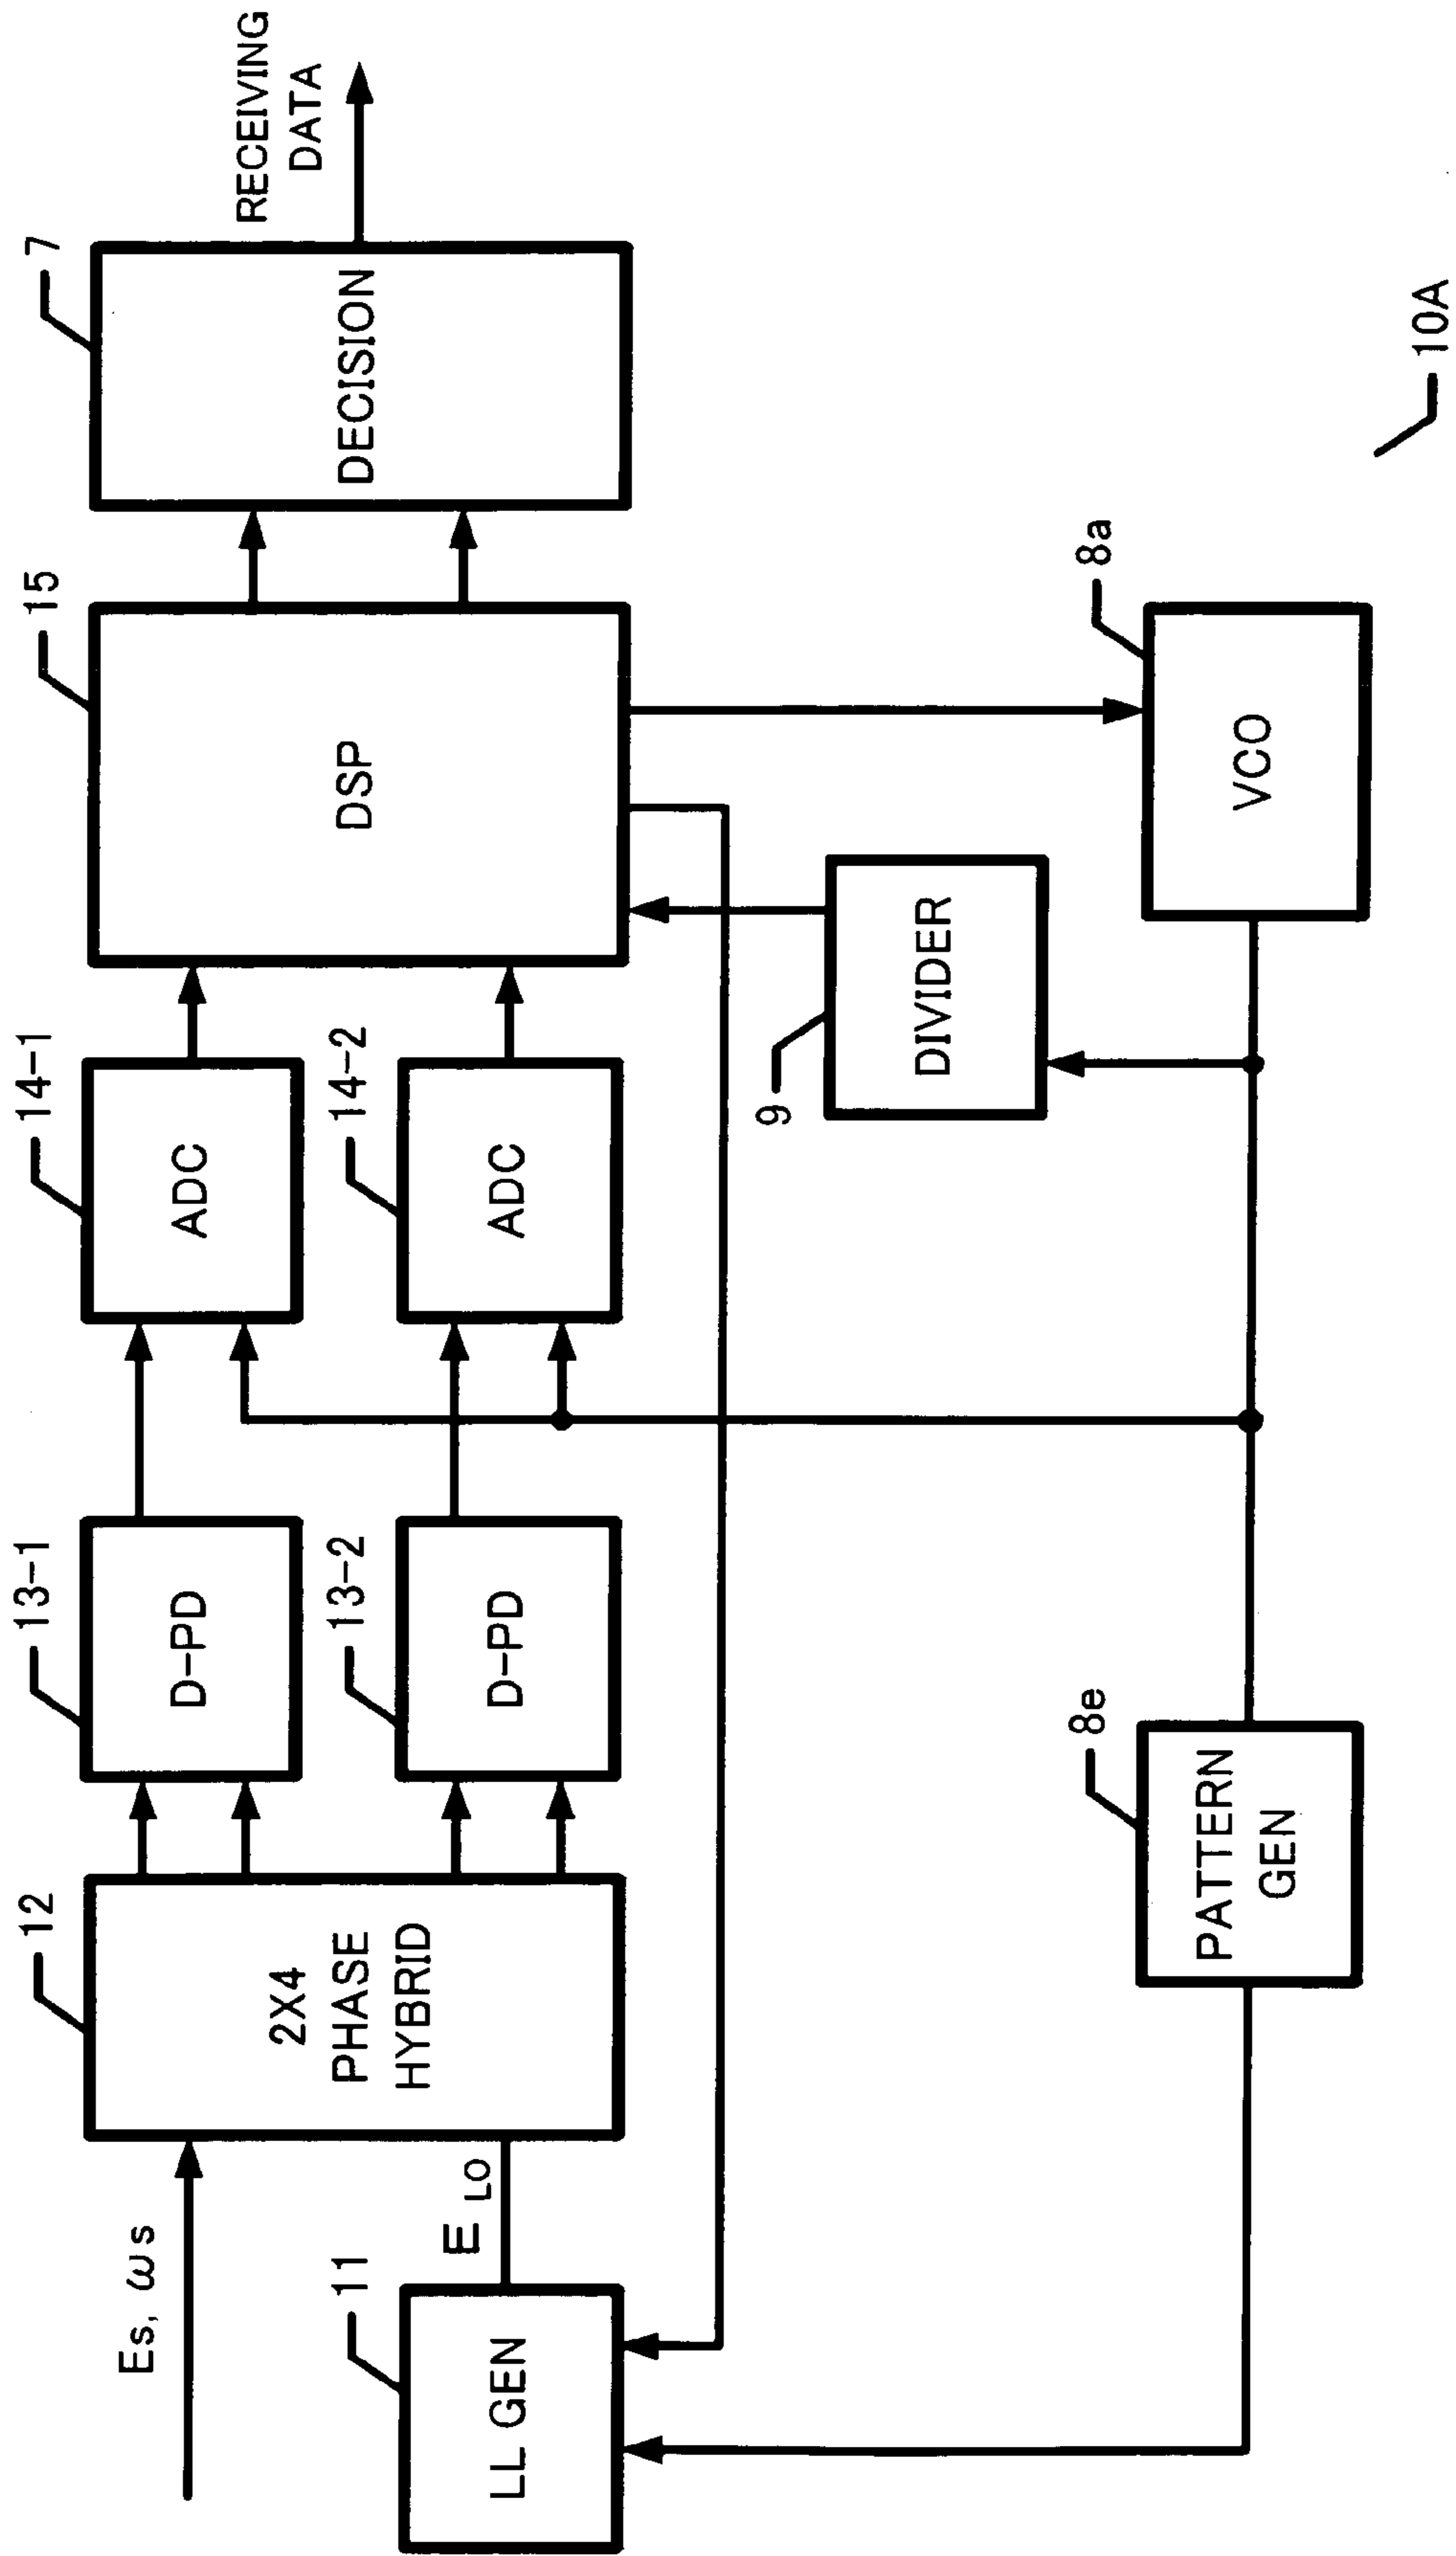 Es, ωs
11
LL GEN
E LO
12
2X4
PHASE
HYBRID
13-1
D-PD
13-2
D-PD
14-1
ADC
14-2
ADC
15
DSP
7
DECISION
RECEIVING
DATA
9
DIVIDER
8a
VCO
8e
PATTERN
GEN
10A